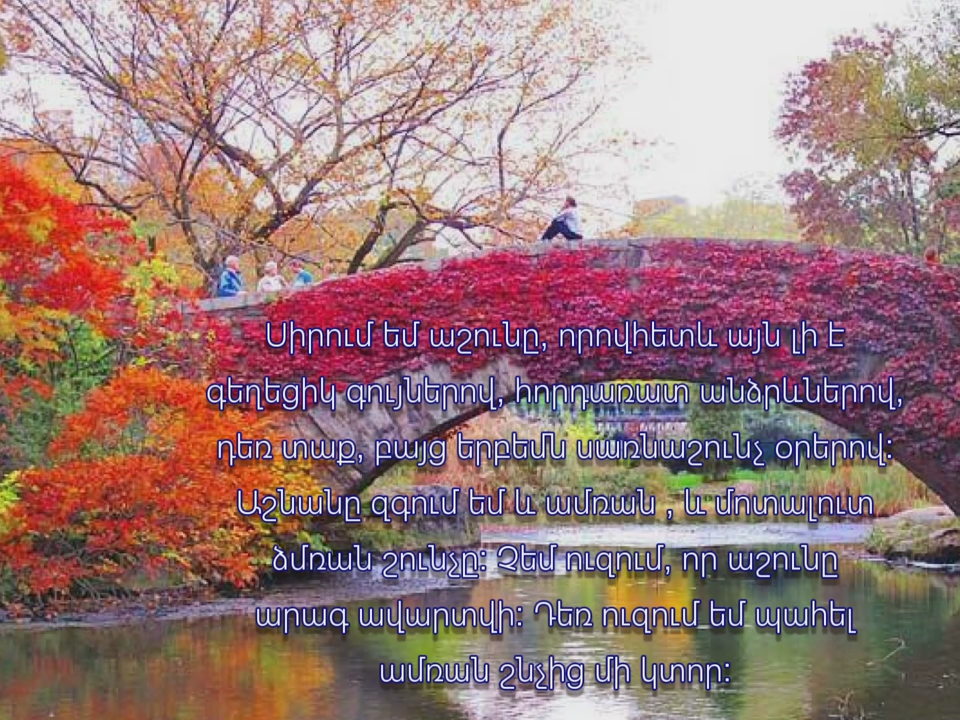 Սիրում եմ աշունը, որովհետև այն լի է
գեղեցիկ գույներով, հորդառատ անձրևներով,
դեռ տաք, բայց երբեմն սառնաշունչ օրերով:
Աշնանը զգում եմ և ամռան , և մոտալուտ
ձմռան շունչը: Չեմ ուզում, որ աշունը
արագ ավարտվի: Դեռ ուզում եմ պահել
ամռան շնչից մի կտոր: